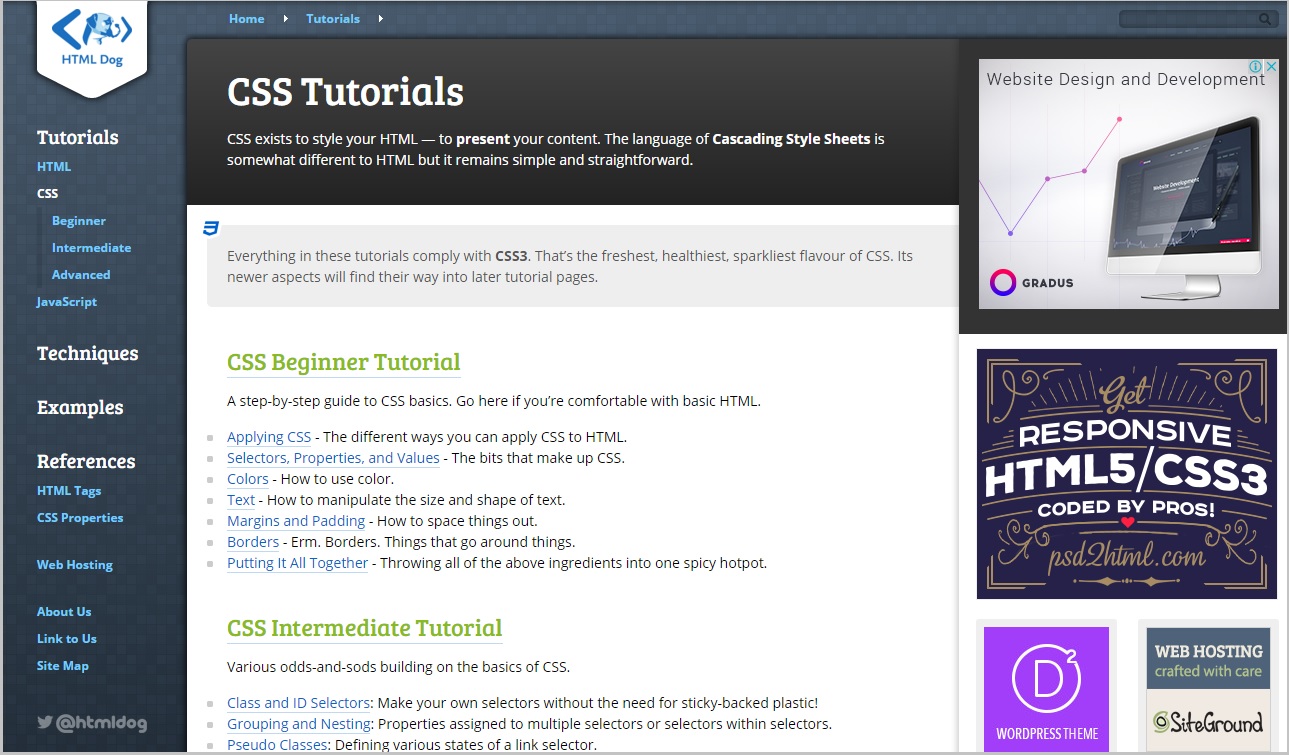 HTML Dog
Home
Tutorials
Tutorials
HTML
CSS
Beginner
Intermediate
Advanced
JavaScript
Techniques
Examples
References
HTML Tags
CSS Properties
Web Hosting
About Us
Link to Us
Site Map
@htmldog
CSS Tutorials
CSS exists to style your HTML — to present your content. The language of Cascading Style Sheets is
somewhat different to HTML but it remains simple and straightforward.
Everything in these tutorials comply with CSS3. That’s the freshest, healthiest, sparkliest flavour of CSS. Its
newer aspects will find their way into later tutorial pages.
CSS Beginner Tutorial
A step-by-step guide to CSS basics. Go here if you’re comfortable with basic HTML.
Applying CSS - The different ways you can apply CSS to HTML.
Selectors, Properties, and Values - The bits that make up CSS.
Colors - How to use color.
Text - How to manipulate the size and shape of text.
Margins and Padding - How to space things out.
Borders - Erm. Borders. Things that go around things.
Putting It All Together - Throwing all of the above ingredients into one spicy hotpot.
CSS Intermediate Tutorial
Various odds-and-sods building on the basics of CSS.
Class and ID Selectors: Make your own selectors without the need for sticky-backed plastic!
Grouping and Nesting: Properties assigned to multiple selectors or selectors within selectors.
Pseudo Classes: Defining various states of a link selector.
Website Design and Development
Website Development
GRADUS
Get
RESPONSIVE
HTML5/CSS3
CODED BY PROS!
psd2html.com
D2
WORDPRESS THEME
WEB HOSTING
crafted with care
SiteGround